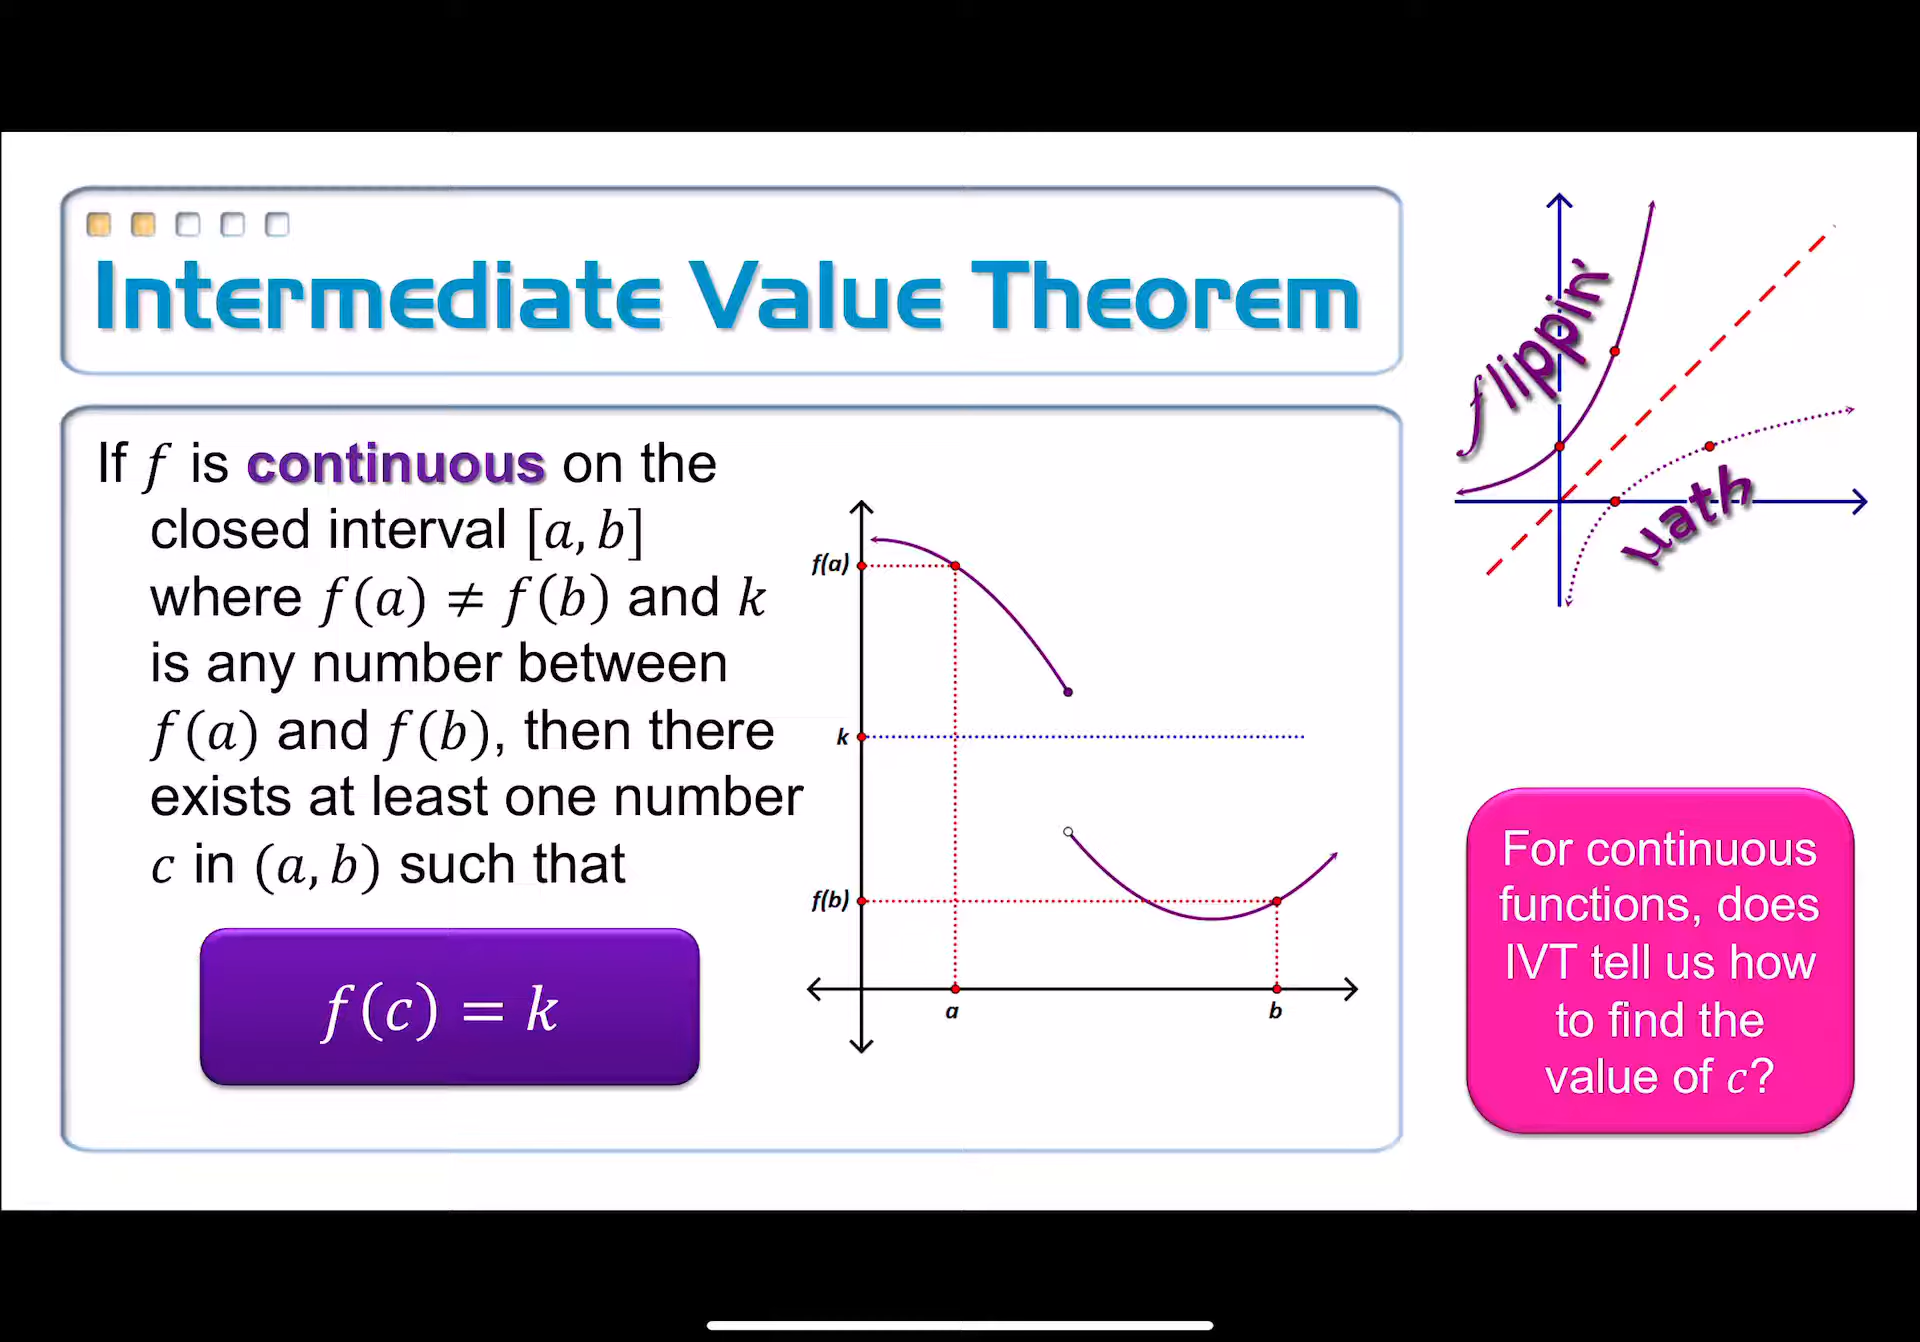 Intermediate Value Theorem
If f is continuous on the
closed interval [a, b]
where f(a) ≠ f(b) and k
is any number between
f(a) and f(b), then there
exists at least one number
c in (a, b) such that
f(c) = k
f(a)
k
f(b)
a
b
flippin'
math
For continuous
functions, does
IVT tell us how
to find the
value of c?